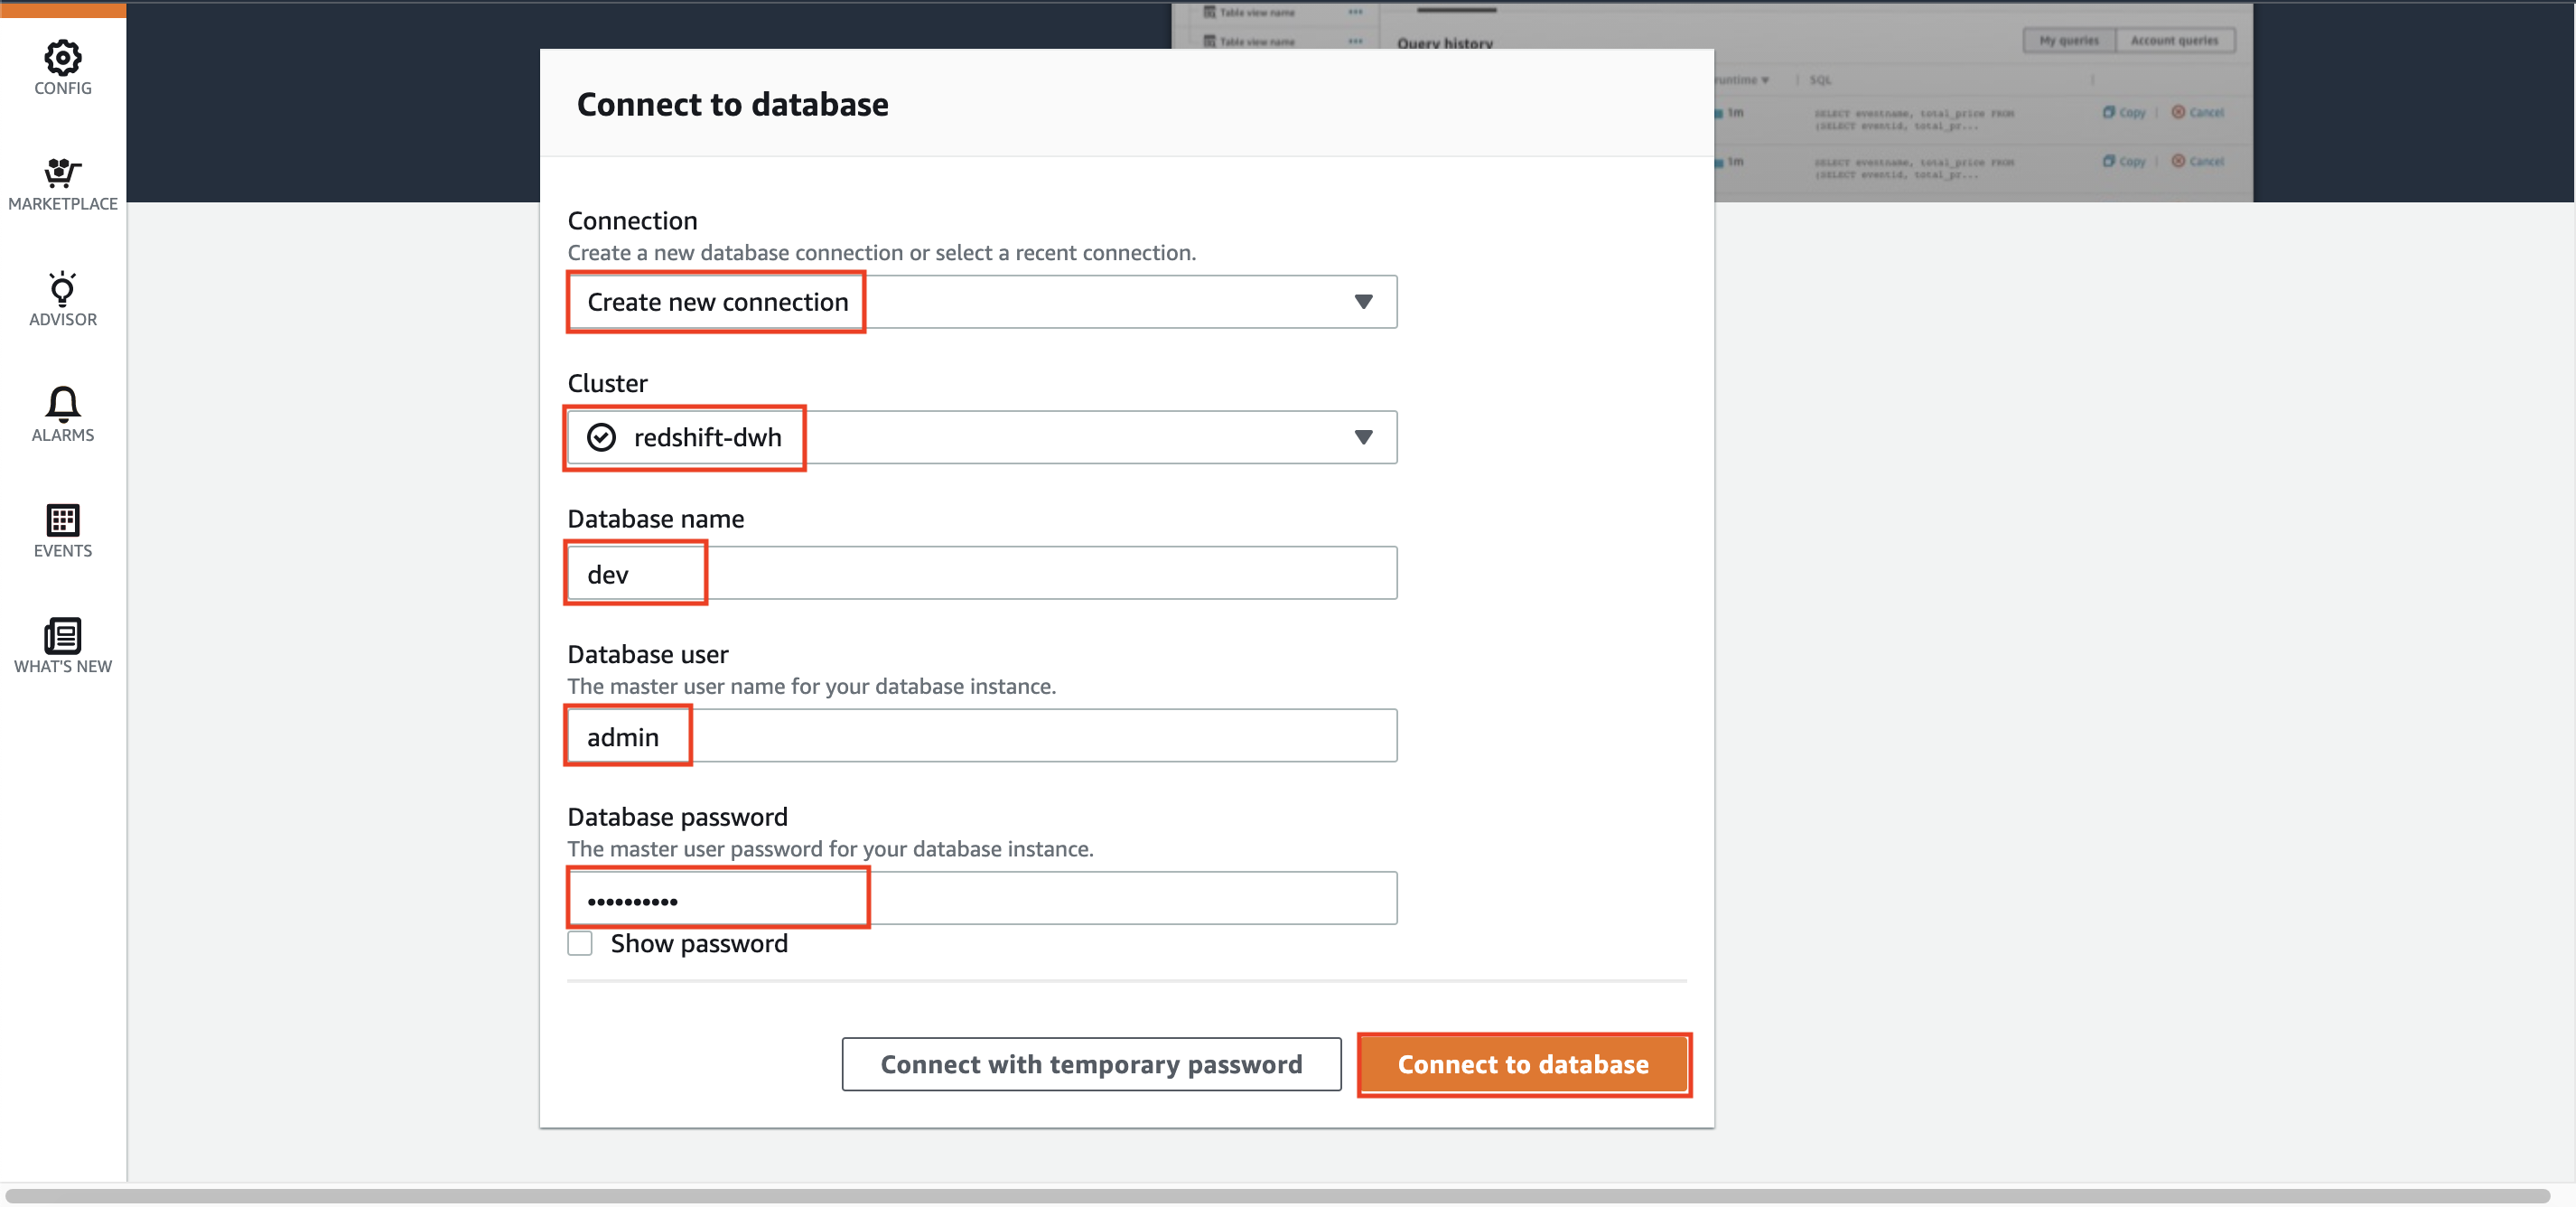 CONFIG
MARKETPLACE
ADVISOR
ALARMS
EVENTS
WHAT'S NEW
Table view name
Table view name
Query history
My queries
Account queries
runtime
SQL
1m
SELECT eventname, total_price FROM
(SELECT eventid, total_pr...
Copy
Cancel
1m
SELECT eventname, total_price FROM
(SELECT eventid, total_pr...
Copy
Cancel
Connect to database
Connection
Create a new database connection or select a recent connection.
Create new connection
Cluster
redshift-dwh
Database name
dev
Database user
The master user name for your database instance.
admin
Database password
The master user password for your database instance.
••••••••••
Show password
Connect with temporary password
Connect to database